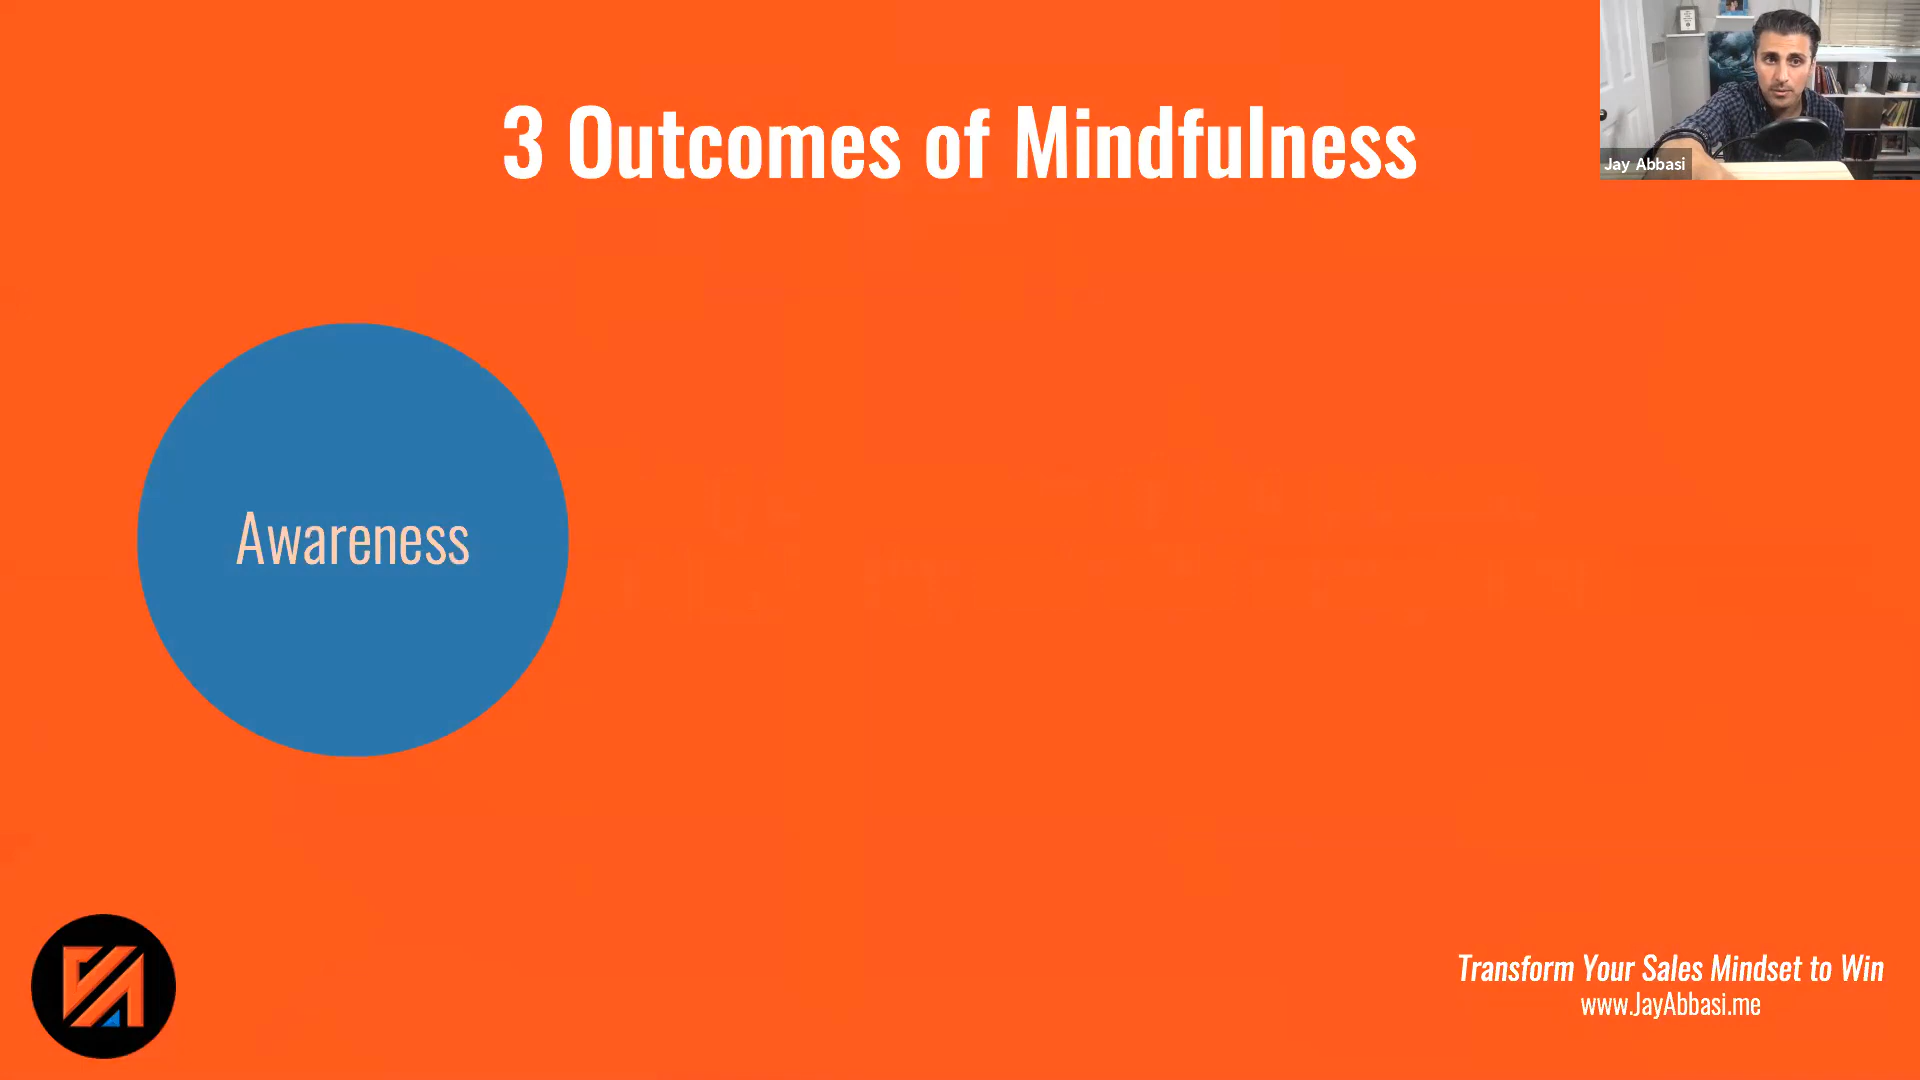 3 Outcomes of Mindfulness
Jay Abbasi
Awareness
Transform Your Sales Mindset to Win
www.JayAbbasi.me